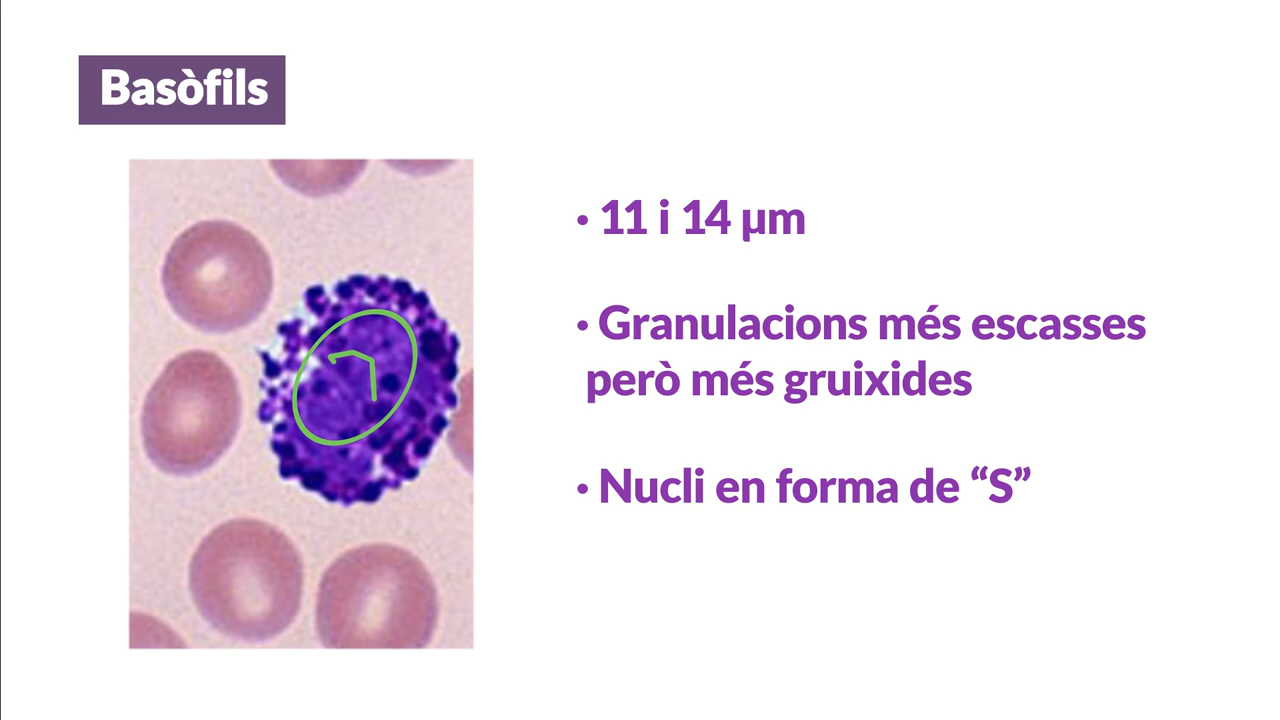 Basòfils
· 11 i 14 µm
· Granulacions més escasses
però més gruixides
· Nucli en forma de “S”